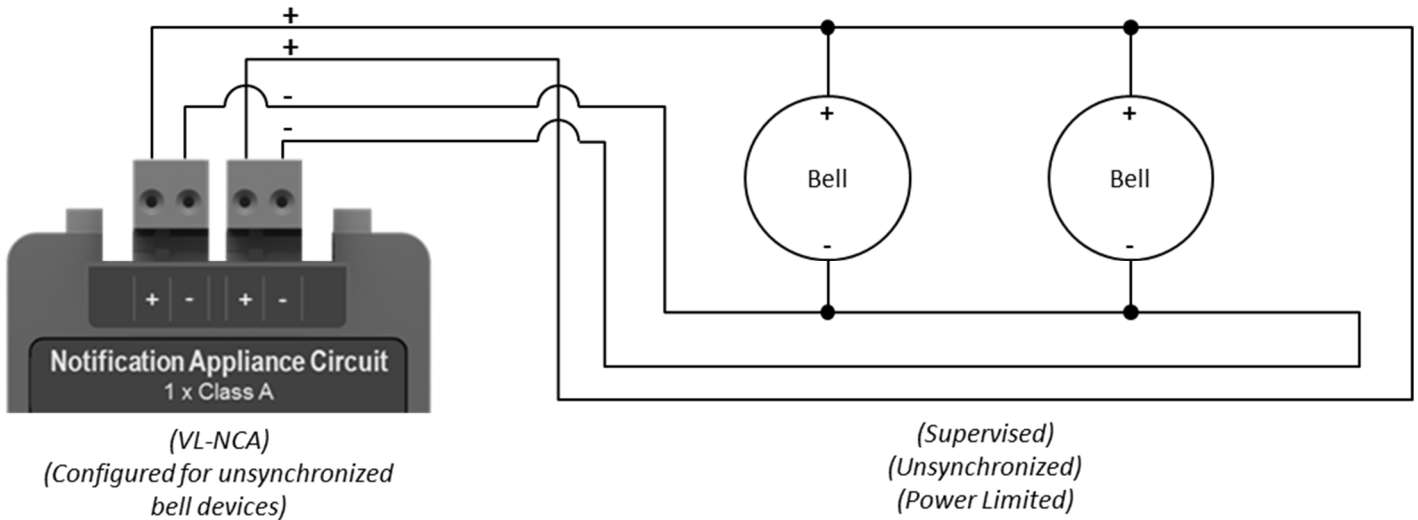 +
+
-
-
+ +
Bell Bell
- -
+ - + -
Notification Appliance Circuit
1 x Class A
(VL-NCA)
(Configured for unsynchronized
bell devices)
(Supervised)
(Unsynchronized)
(Power Limited)